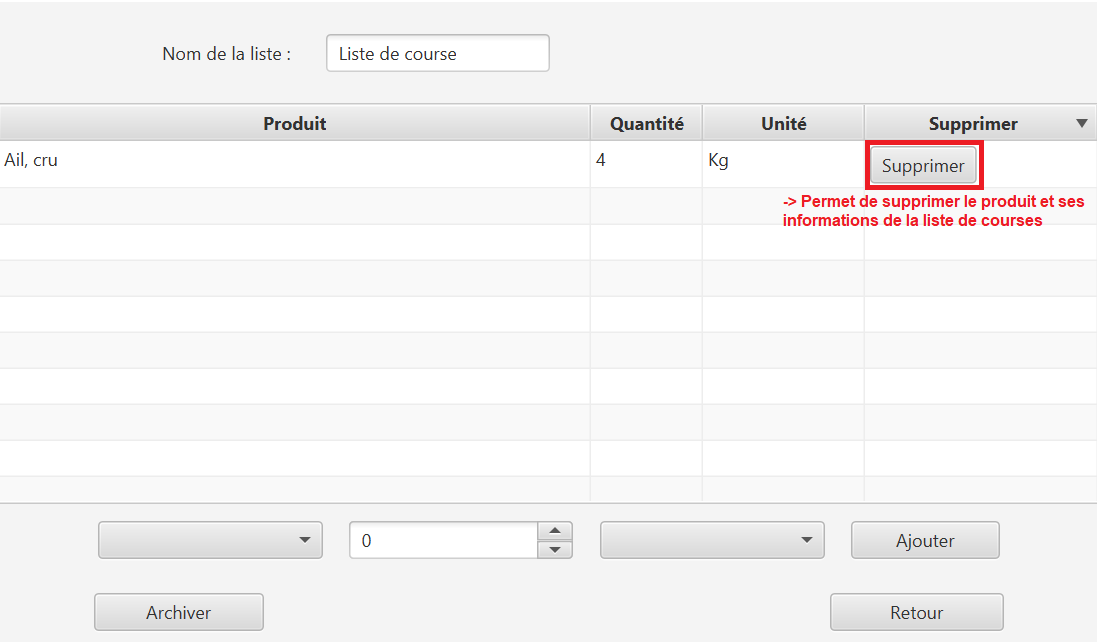 Nom de la liste :
Liste de course
Produit Quantité Unité Supprimer
Ail, cru 4 Kg Supprimer
-> Permet de supprimer le produit et ses
informations de la liste de courses
0 Ajouter
Archiver Retour